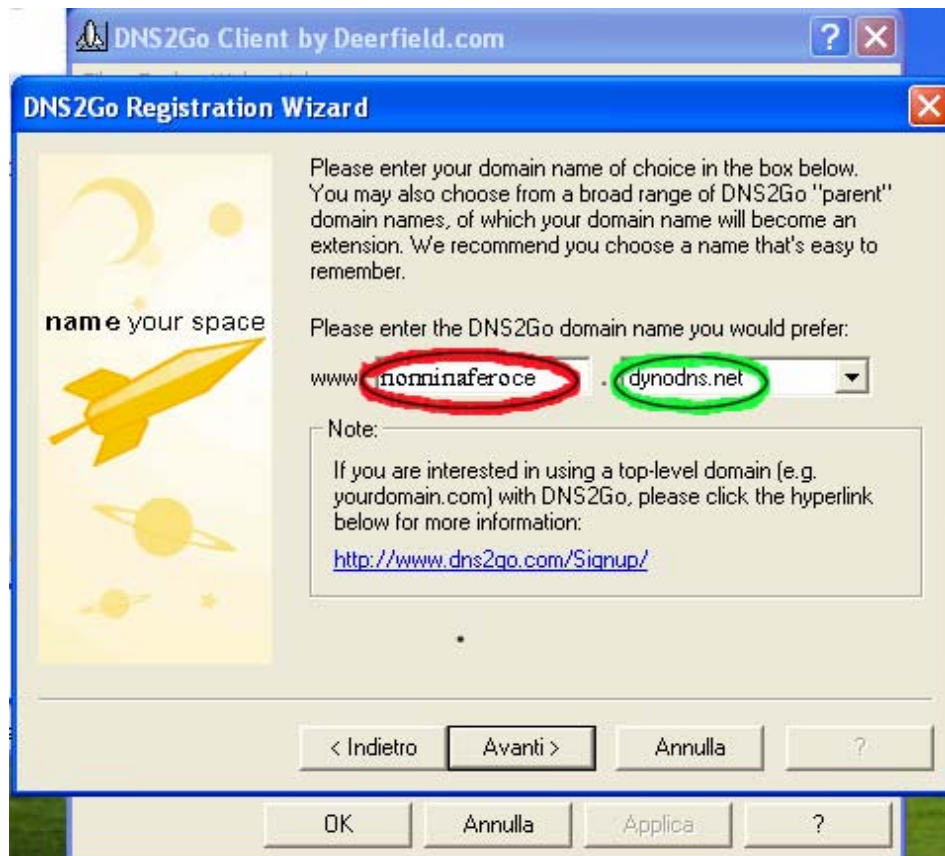 DNS2Go Client by Deerfield.com
DNS2Go Registration Wizard
name your space
Please enter your domain name of choice in the box below.
You may also choose from a broad range of DNS2Go "parent"
domain names, of which your domain name will become an
extension. We recommend you choose a name that's easy to
remember.
Please enter the DNS2Go domain name you would prefer:
www. nonninaferoce . dynodns.net
Note:
If you are interested in using a top-level domain (e.g.
yourdomain.com) with DNS2Go, please click the hyperlink
below for more information:
http://www.dns2go.com/Signup/
< Indietro Avanti > Annulla ?
OK Annulla Applica ?